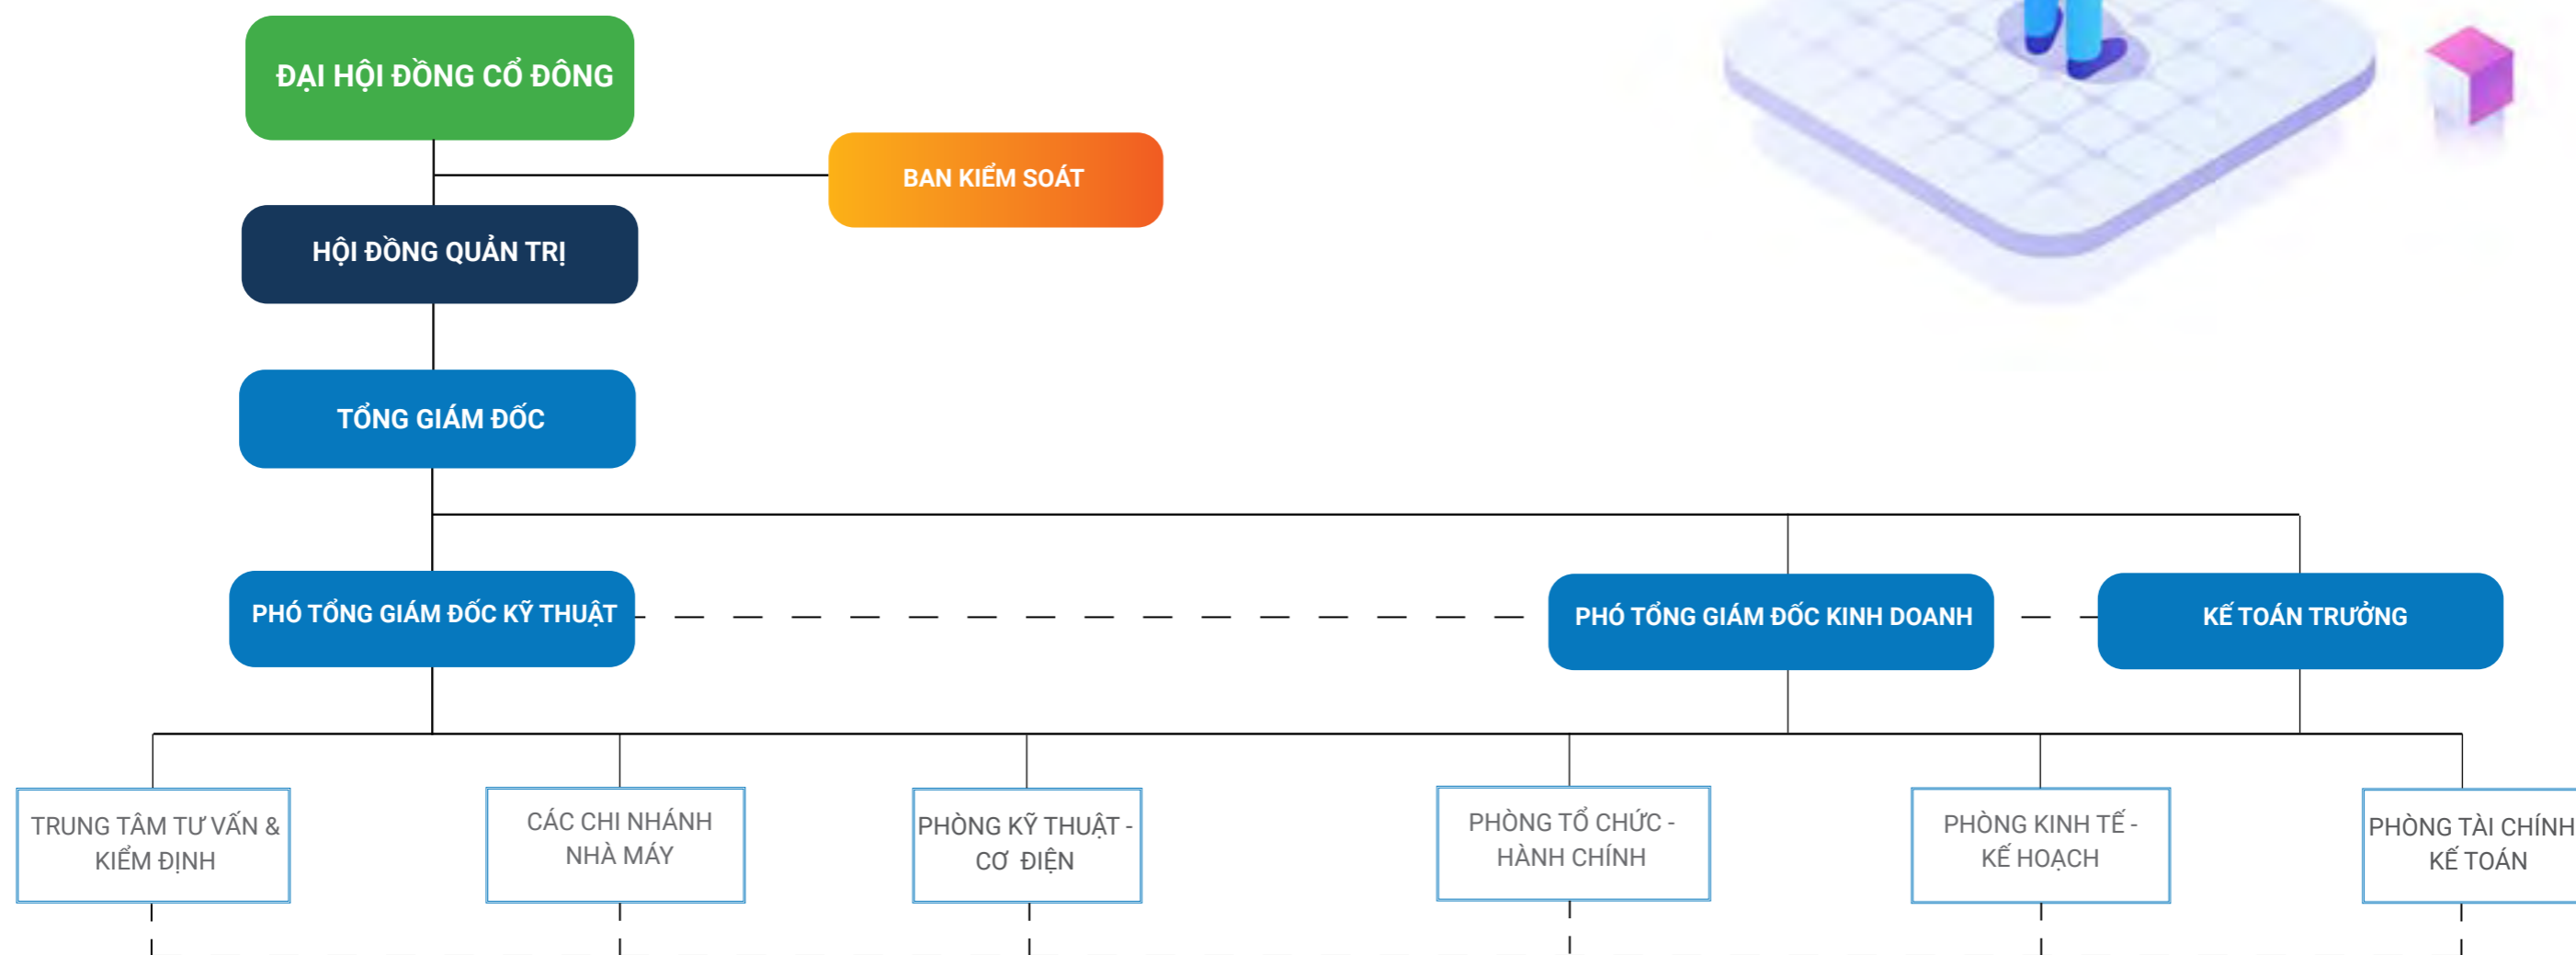 ĐẠI HỘI ĐỒNG CỔ ĐÔNG
BAN KIỂM SOÁT
HỘI ĐỒNG QUẢN TRỊ
TỔNG GIÁM ĐỐC
PHÓ TỔNG GIÁM ĐỐC KỸ THUẬT
PHÓ TỔNG GIÁM ĐỐC KINH DOANH
KẾ TOÁN TRƯỞNG
TRUNG TÂM TƯ VẤN &
KIỂM ĐỊNH
CÁC CHI NHÁNH
NHÀ MÁY
PHÒNG KỸ THUẬT -
CƠ ĐIỆN
PHÒNG TỔ CHỨC -
HÀNH CHÍNH
PHÒNG KINH TẾ -
KẾ HOẠCH
PHÒNG TÀI CHÍNH
KẾ TOÁN